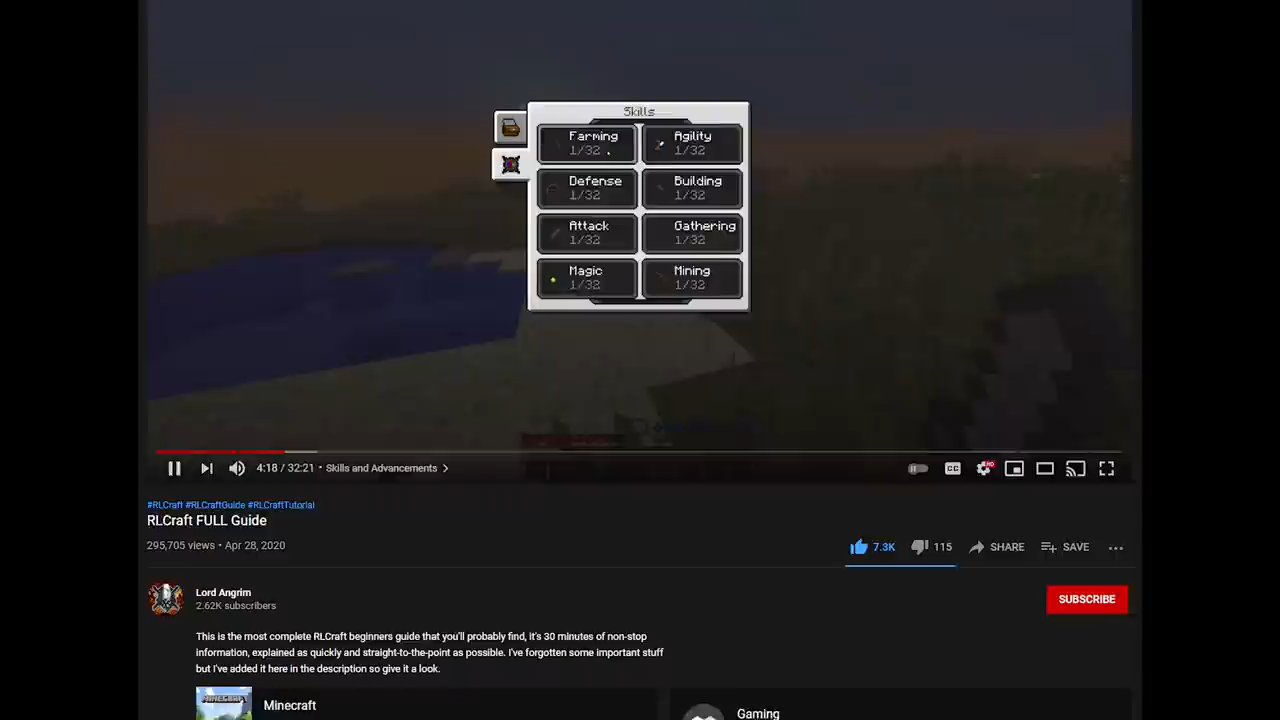 Skills
Farming
1/32
Agility
1/32
Defense
1/32
Building
1/32
Attack
1/32
Gathering
1/32
Magic
1/32
Mining
1/32
4:18 / 32:21 • Skills and Advancements
CC
HD
#RLCraft #RLCraftGuide #RLCraftTutorial
RLCraft FULL Guide
295,705 views • Apr 28, 2020
7.3K
115
SHARE
SAVE
Lord Angrim
2.62K subscribers
SUBSCRIBE
This is the most complete RLCraft beginners guide that you'll probably find, it's 30 minutes of non-stop
information, explained as quickly and straight-to-the-point as possible. I've forgotten some important stuff
but I've added it here in the description so give it a look.
MINECRAFT
Minecraft
Gaming